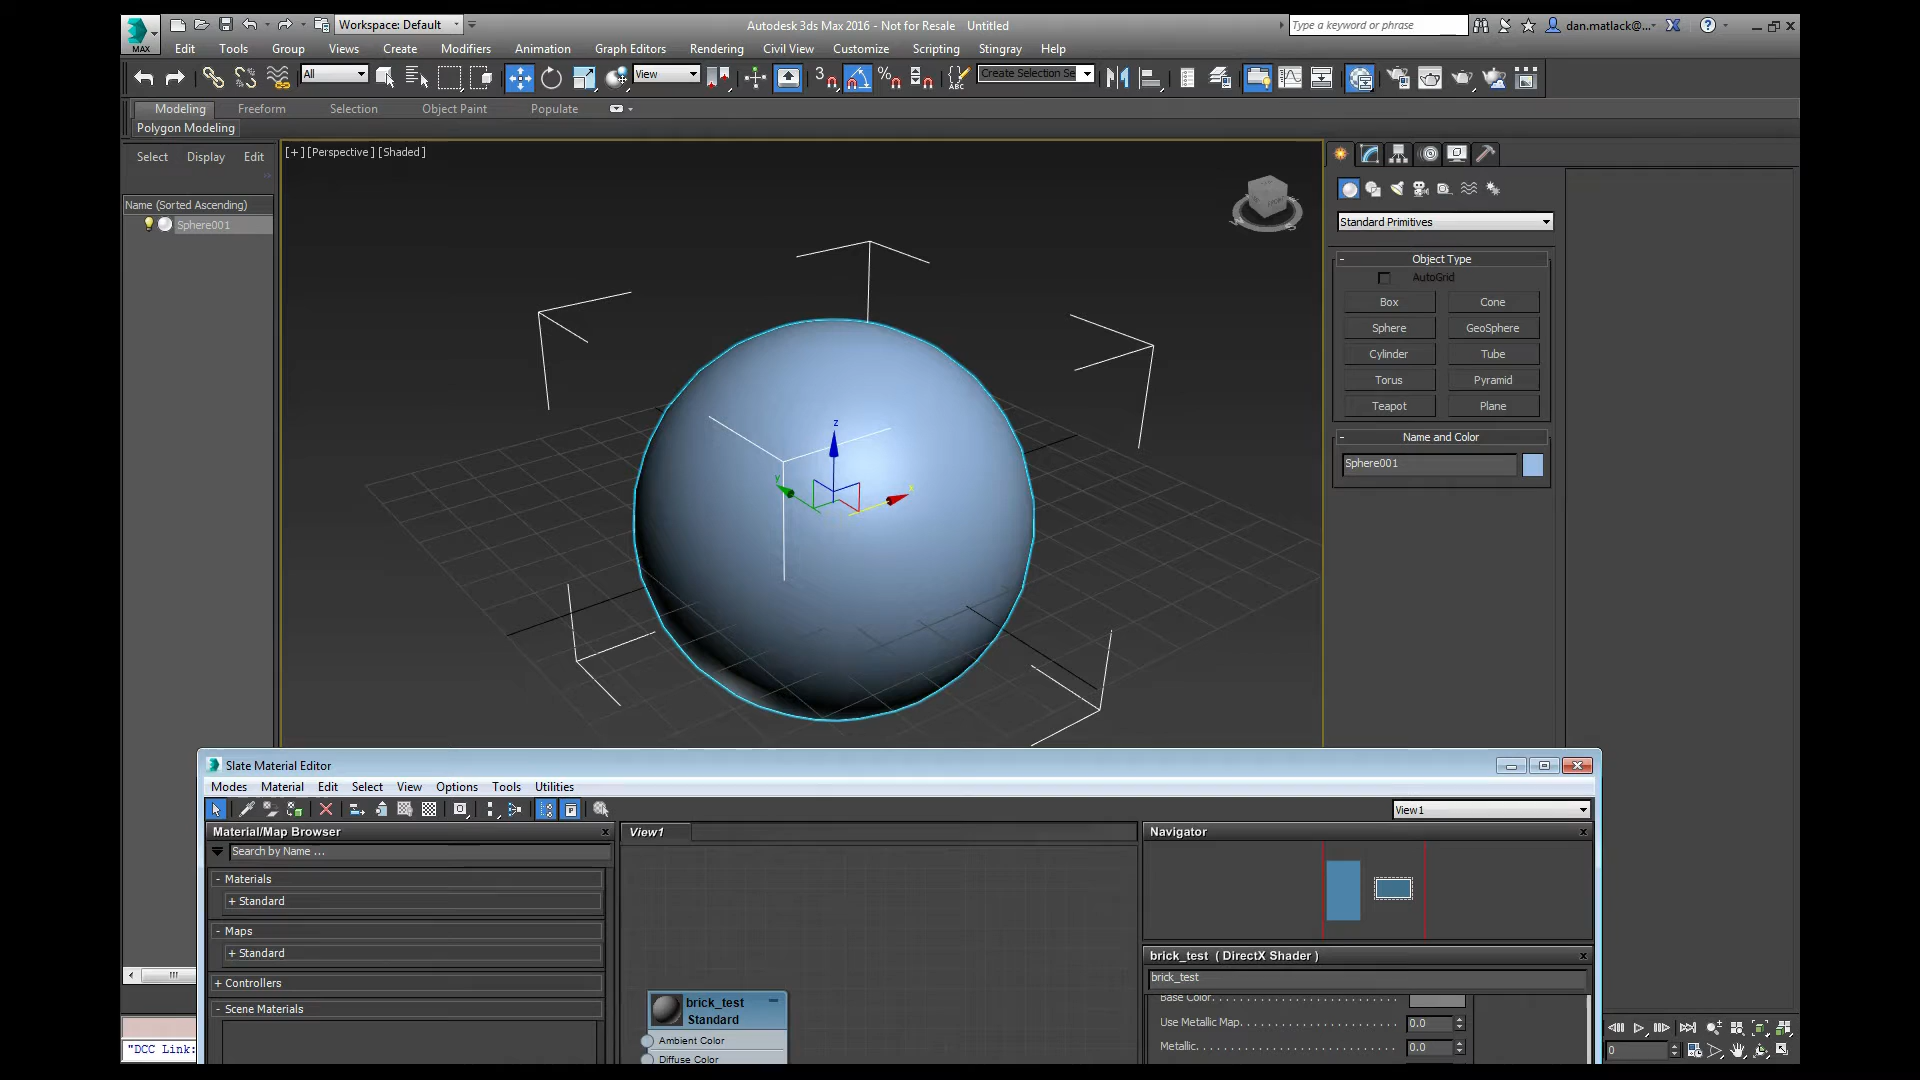 Workspace: Default
Autodesk 3ds Max 2016 - Not for Resale Untitled
Type a keyword or phrase
dan.matlack@...
MAX
Edit Tools Group Views Create Modifiers Animation Graph Editors Rendering Civil View Customize Scripting Stingray Help
All
View
3
%
ABC
Create Selection Se
Modeling Freeform Selection Object Paint Populate
Polygon Modeling
Select Display Edit
Name (Sorted Ascending)
Sphere001
[+] [Perspective] [Shaded]
FRONT
z
y
x
Standard Primitives
- Object Type
AutoGrid
Box Cone
Sphere GeoSphere
Cylinder Tube
Torus Pyramid
Teapot Plane
- Name and Color
Sphere001
Slate Material Editor
Modes Material Edit Select View Options Tools Utilities
View1
Material/Map Browser
Search by Name ...
- Materials
+ Standard
- Maps
+ Standard
+ Controllers
- Scene Materials
View1
brick_test
Standard
Ambient Color
Diffuse Color
Navigator
brick_test ( DirectX Shader )
brick_test
Base Color
Use Metallic Map 0.0
Metallic 0.0
"DCC Link:
0